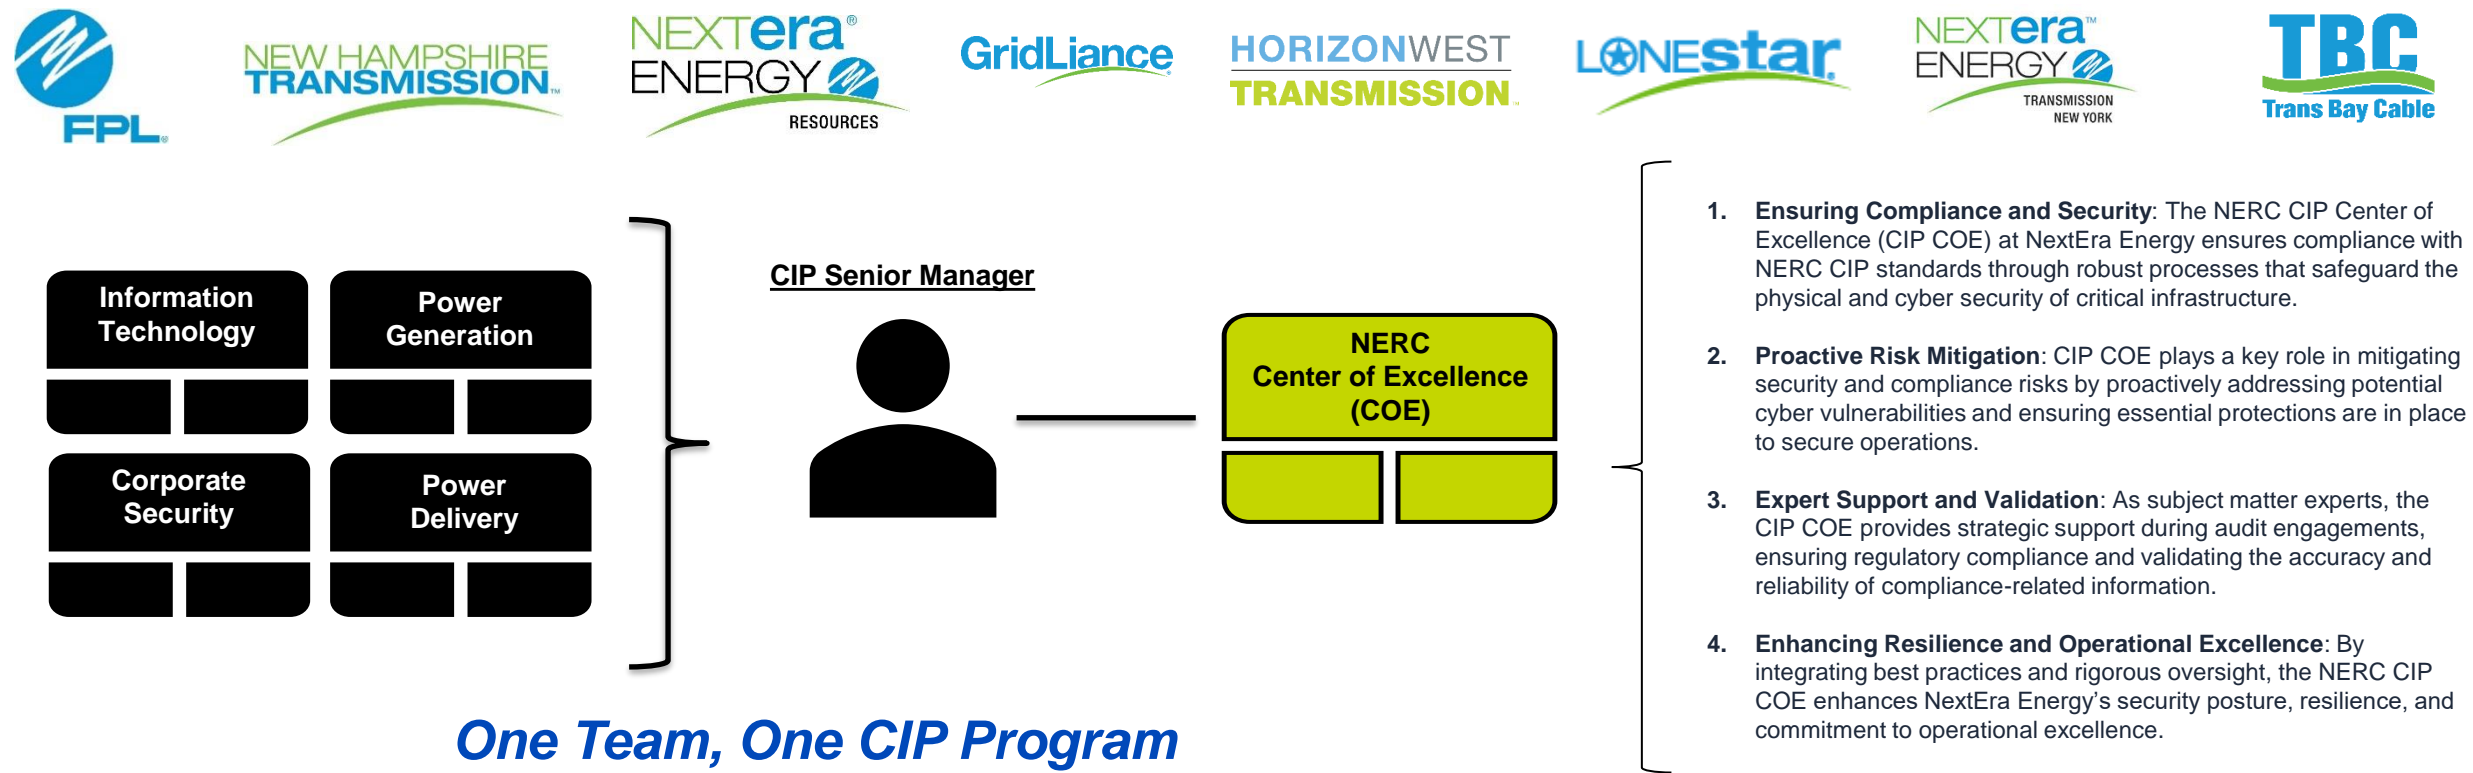 FPL®
NEW HAMPSHIRE
TRANSMISSION™
NEXTera®
ENERGY
RESOURCES
GridLiance®
HORIZONWEST
TRANSMISSION™
LONEstar®
NEXTera™
ENERGY
TRANSMISSION
NEW YORK
TBC
Trans Bay Cable
Information
Technology
Power
Generation
Corporate
Security
Power
Delivery
CIP Senior Manager
NERC
Center of Excellence
(COE)
One Team, One CIP Program
1. Ensuring Compliance and Security: The NERC CIP Center of
Excellence (CIP COE) at NextEra Energy ensures compliance with
NERC CIP standards through robust processes that safeguard the
physical and cyber security of critical infrastructure.
2. Proactive Risk Mitigation: CIP COE plays a key role in mitigating
security and compliance risks by proactively addressing potential
cyber vulnerabilities and ensuring essential protections are in place
to secure operations.
3. Expert Support and Validation: As subject matter experts, the
CIP COE provides strategic support during audit engagements,
ensuring regulatory compliance and validating the accuracy and
reliability of compliance-related information.
4. Enhancing Resilience and Operational Excellence: By
integrating best practices and rigorous oversight, the NERC CIP
COE enhances NextEra Energy’s security posture, resilience, and
commitment to operational excellence.